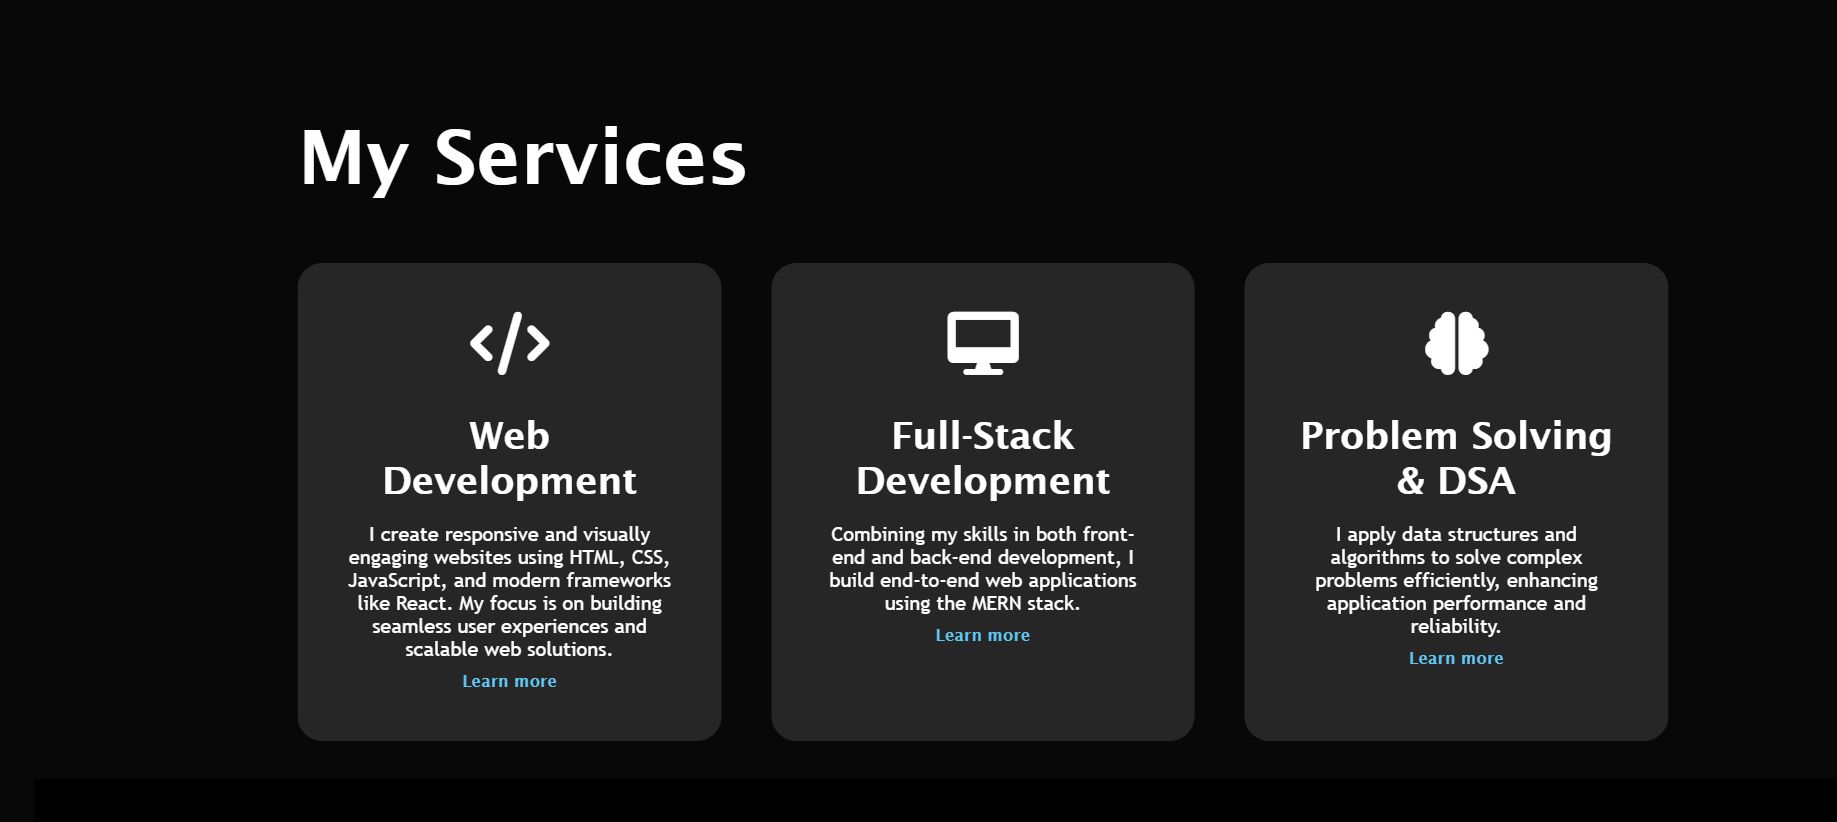 My Services
Web
Development
I create responsive and visually
engaging websites using HTML, CSS,
JavaScript, and modern frameworks
like React. My focus is on building
seamless user experiences and
scalable web solutions.
Learn more
Full-Stack
Development
Combining my skills in both front-
end and back-end development, I
build end-to-end web applications
using the MERN stack.
Learn more
Problem Solving
& DSA
I apply data structures and
algorithms to solve complex
problems efficiently, enhancing
application performance and
reliability.
Learn more